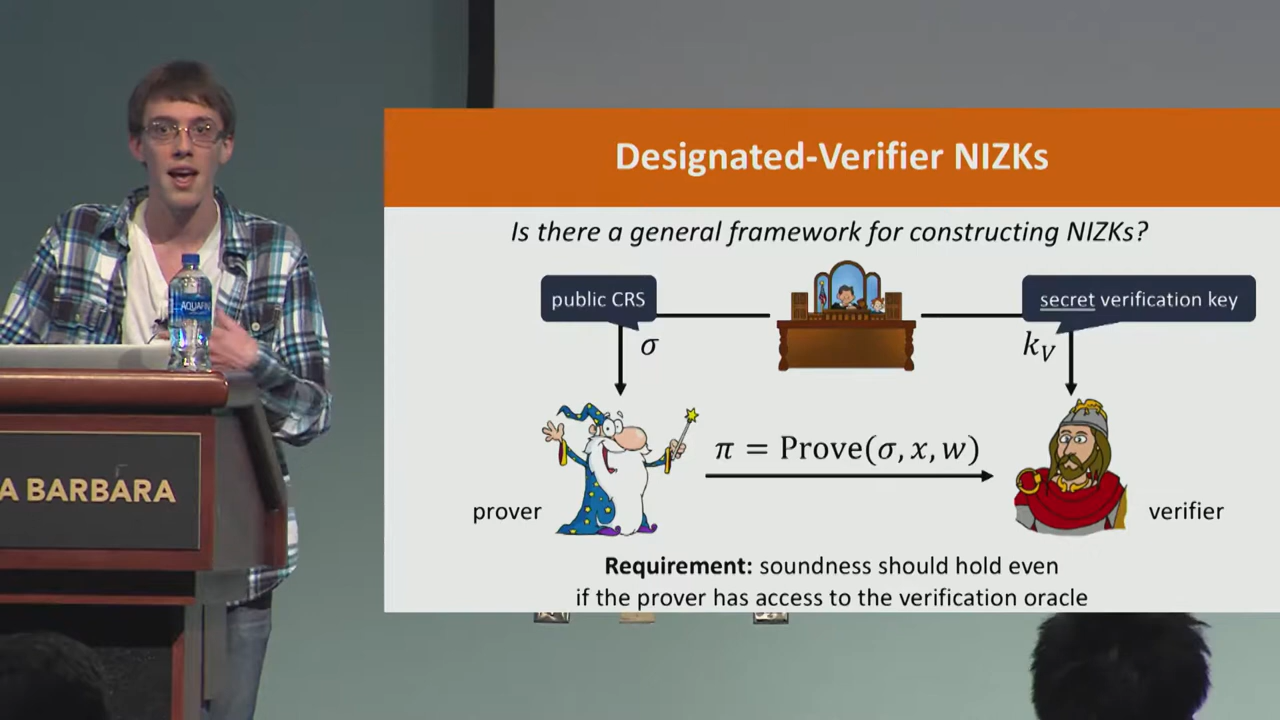 Designated-Verifier NIZKs
Is there a general framework for constructing NIZKs?
public CRS
secret verification key
σ
k_V
π = Prove(σ, x, w)
prover
verifier
Requirement: soundness should hold even
if the prover has access to the verification oracle
AQUAFINA
A BARBARA